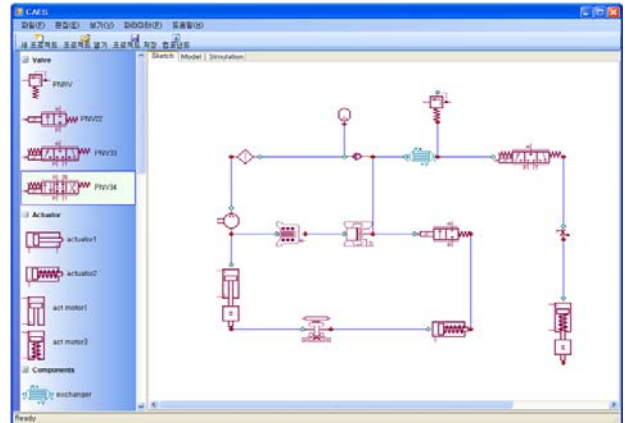 CAES
파일(F) 편집(E) 보기(V) 파라미터(P) 도움말(H)
새 프로젝트 프로젝트 열기 프로젝트 저장 컴포넌트
Valve
PNRV
PNV22
PNV33
PNV34
Actuator
actuator1
actuator2
act motor1
act motor3
Components
exchanger
Sketch Model Simulation
Ready